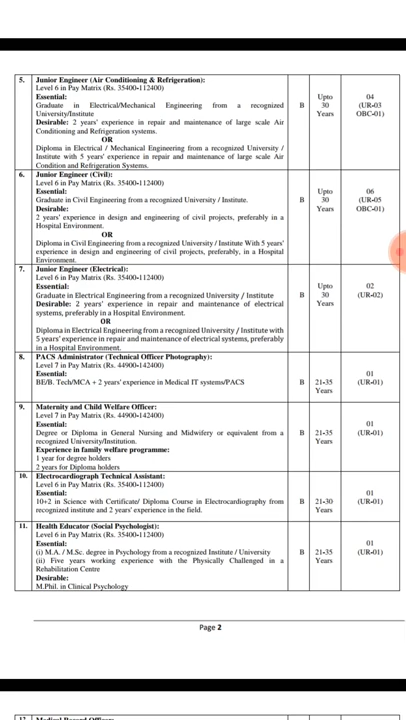 5. Junior Engineer (Air Conditioning & Refrigeration):
Level 6 in Pay Matrix (Rs. 35400-112400)
Essential:
Graduate in Electrical/Mechanical Engineering from a recognized
University/Institute
Desirable: 2 years' experience in repair and maintenance of large scale Air
Conditioning and Refrigeration systems.
OR
Diploma in Electrical / Mechanical Engineering from a recognized University /
Institute with 5 years' experience in repair and maintenance of large scale Air
Condition and Refrigeration Systems.
B
Upto
30
Years
04
(UR-03
OBC-01)
6. Junior Engineer (Civil):
Level 6 in Pay Matrix (Rs. 35400-112400)
Essential:
Graduate in Civil Engineering from a recognized University / Institute.
Desirable:
2 years' experience in design and engineering of civil projects, preferably in a
Hospital Environment.
OR
Diploma in Civil Engineering from a recognized University / Institute With 5 years'
experience in design and engineering of civil projects, preferably, in a Hospital
Environment.
B
Upto
30
Years
06
(UR-05
OBC-01)
7. Junior Engineer (Electrical):
Level 6 in Pay Matrix (Rs. 35400-112400)
Essential:
Graduate in Electrical Engineering from a recognized University / Institute
Desirable: 2 years' experience in repair and maintenance of electrical
systems, preferably in a Hospital Environment.
OR
Diploma in Electrical Engineering from a recognized University / Institute with
5 years' experience in repair and maintenance of electrical systems, preferably
in a Hospital Environment.
B
Upto
30
Years
02
(UR-02)
8. PACS Administrator (Technical Officer Photography):
Level 7 in Pay Matrix (Rs. 44900-142400)
Essential:
BE/B. Tech/MCA + 2 years' experience in Medical IT systems/PACS
B
21-35
Years
01
(UR-01)
9. Maternity and Child Welfare Officer:
Level 7 in Pay Matrix (Rs. 44900-142400)
Essential:
Degree or Diploma in General Nursing and Midwifery or equivalent from a
recognized University/Institution.
Experience in family welfare programme:
1 year for degree holders
2 years for Diploma holders
B
21-35
Years
01
(UR-01)
10. Electrocardiograph Technical Assistant:
Level 6 in Pay Matrix (Rs. 35400-112400)
Essential:
10+2 in Science with Certificate/ Diploma Course in Electrocardiography from
recognized institute and 2 years' experience in the field.
B
21-30
Years
01
(UR-01)
11. Health Educator (Social Psychologist):
Level 6 in Pay Matrix (Rs. 35400-112400)
Essential:
(i) M.A. / M.Sc. degree in Psychology from a recognized Institute / University
(ii) Five years working experience with the Physically Challenged in a
Rehabilitation Centre
Desirable:
M.Phil. in Clinical Psychology
B
21-35
Years
01
(UR-01)
Page 2
12. Medical Record Officer: